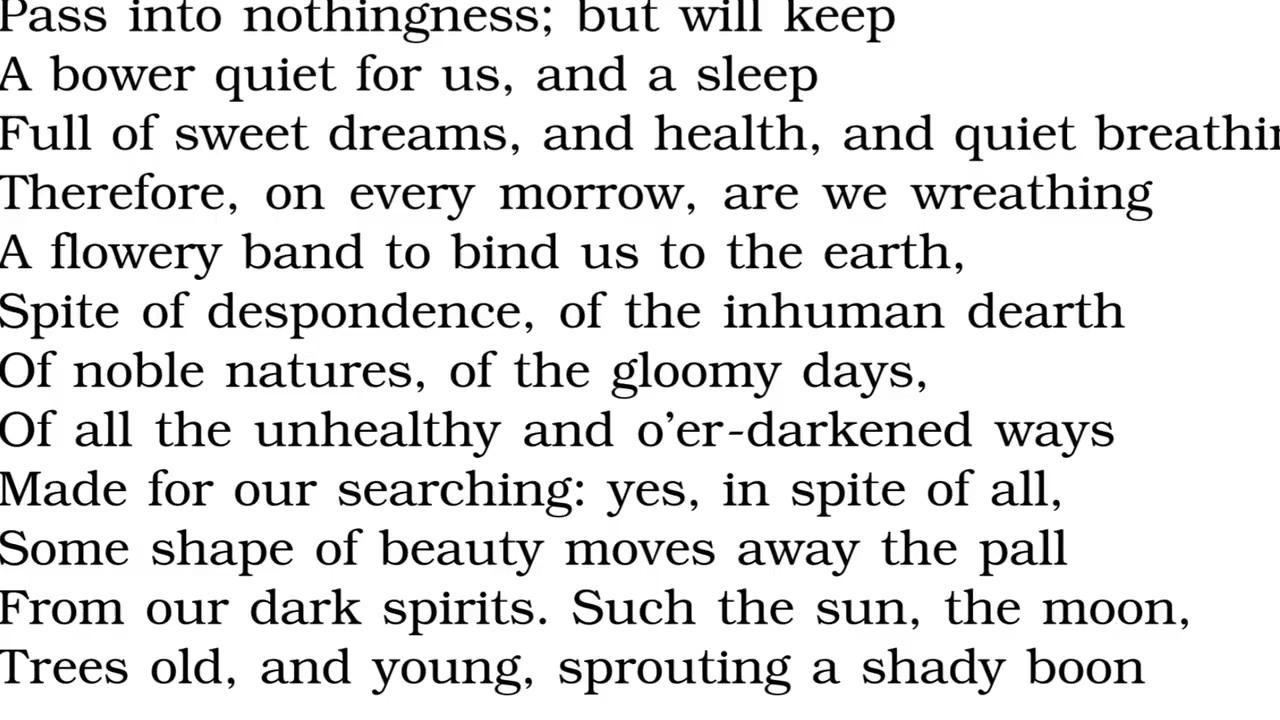 Pass into nothingness; but will keep
A bower quiet for us, and a sleep
Full of sweet dreams, and health, and quiet
Therefore, on every morrow, are we wreathing
A flowery band to bind us to the earth,
Spite of despondence, of the inhuman dearth
Of noble natures, of the gloomy days,
Of all the unhealthy and o’er-darkened ways
Made for our searching: yes, in spite of all,
Some shape of beauty moves away the pall
From our dark spirits. Such the sun, the moon,
Trees old, and young, sprouting a shady boon